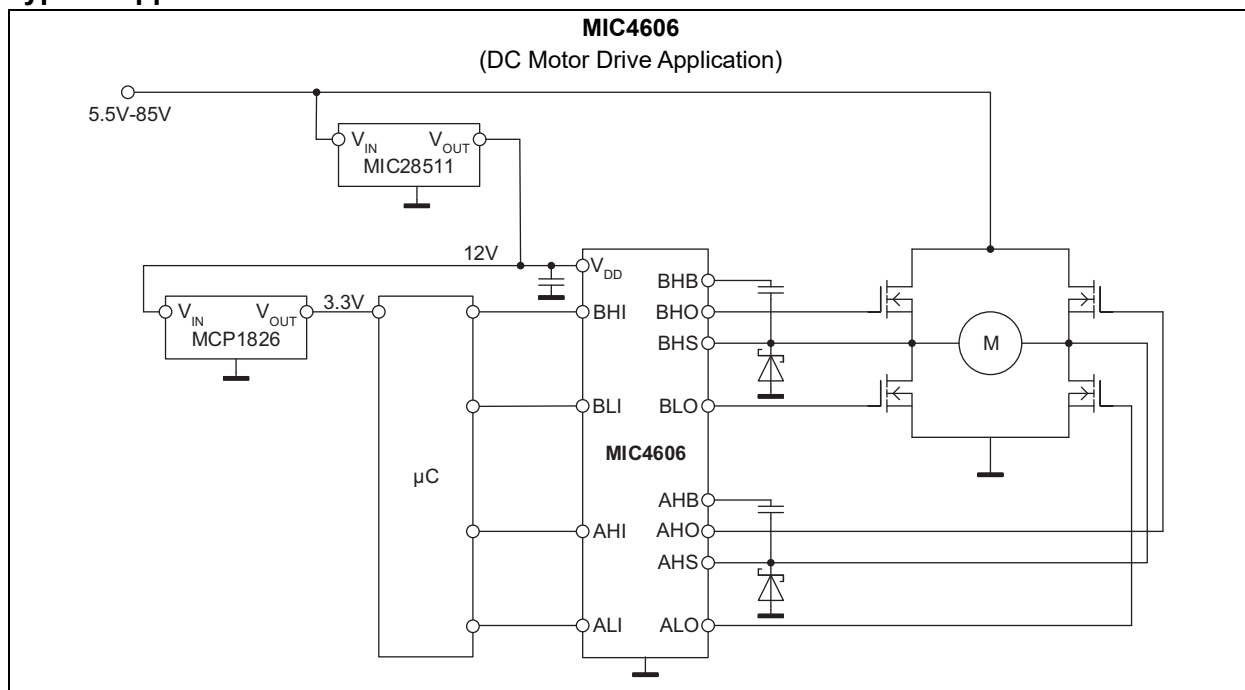 MIC4606
(DC Motor Drive Application)
5.5V-85V
VIN VOUT
MIC28511
12V
VDD
BHB
VIN VOUT
MCP1826
3.3V
BHI
BHO
BHS
M
BLI
BLO
MIC4606
µC
AHB
AHI
AHO
AHS
ALI
ALO